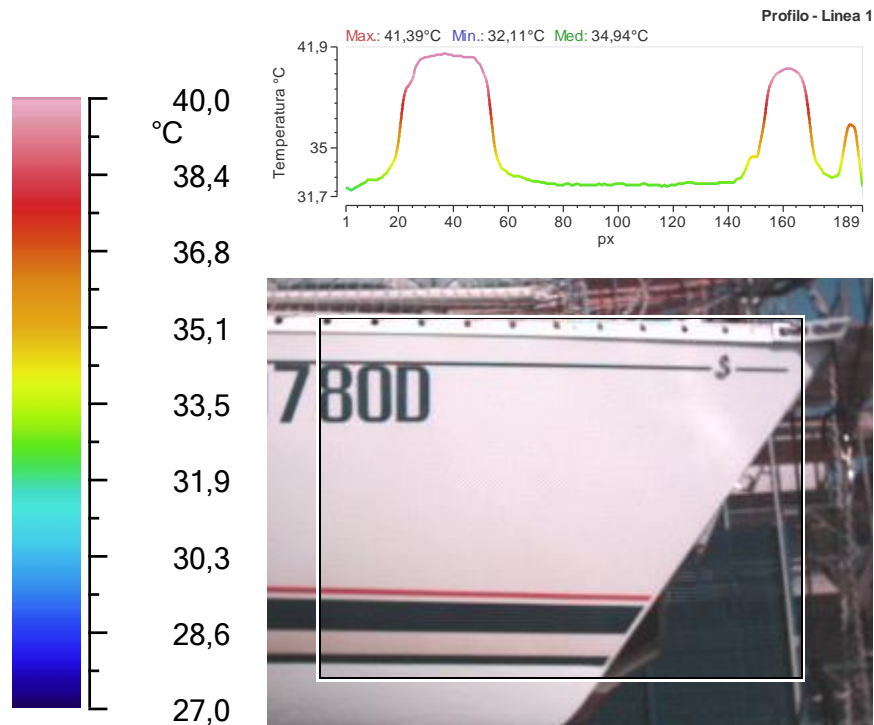 Profilo - Linea 1
Max.: 41,39°C Min.: 32,11°C Med: 34,94°C
41,9
35
31,7
Temperatura °C
1 20 40 60 80 100 120 140 160 189
px
40,0
°C
38,4
36,8
35,1
33,5
31,9
30,3
28,6
27,0
780D
S